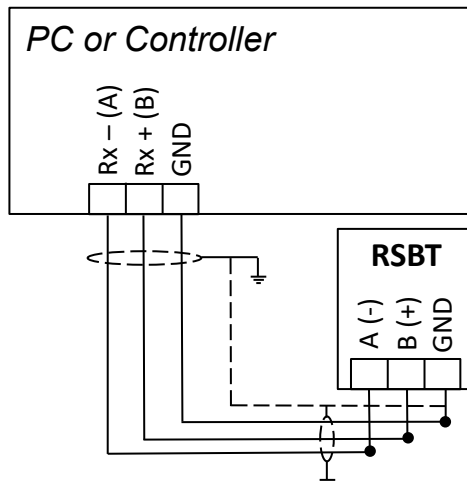 PC or Controller
Rx – (A)
Rx + (B)
GND
RSBT
A (-)
B (+)
GND